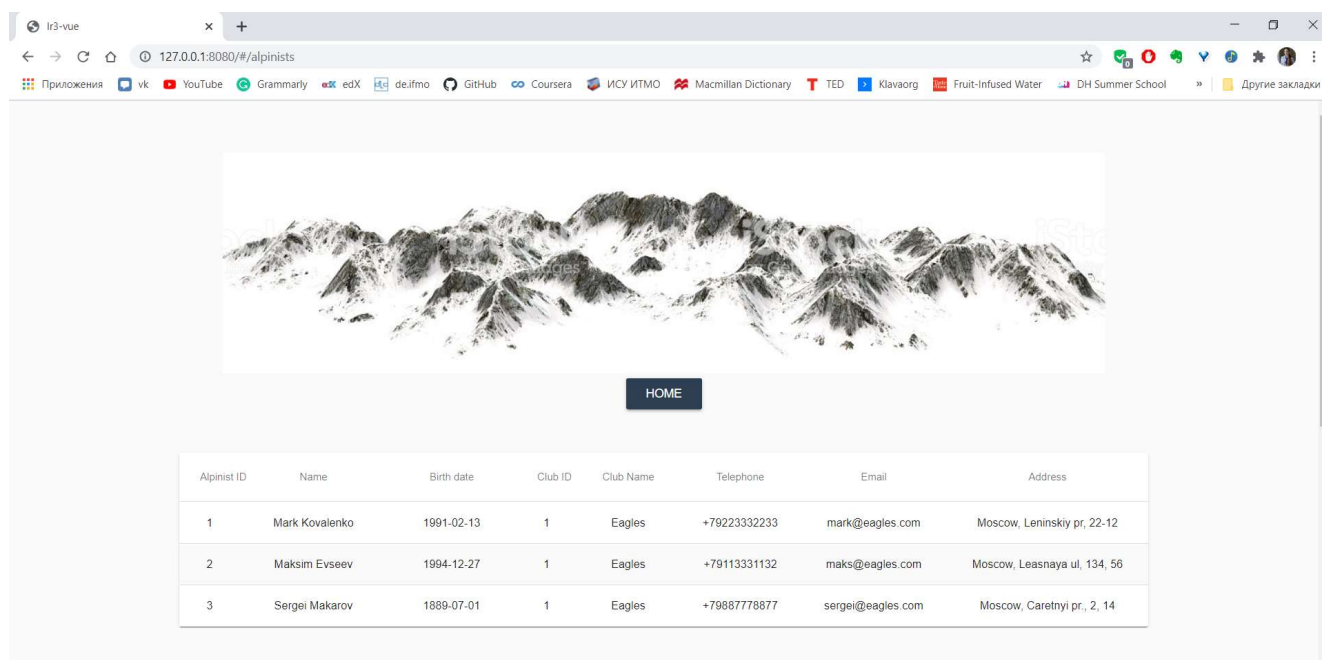 lr3-vue
127.0.0.1:8080/#/alpinists
Приложения vk YouTube Grammarly edX de.ifmo GitHub Coursera ИСУ ИТМО Macmillan Dictionary TED Klavaorg Fruit-Infused Water DH Summer School » Другие закладки
iStock
HOME
Alpinist ID Name Birth date Club ID Club Name Telephone Email Address
1 Mark Kovalenko 1991-02-13 1 Eagles +79223332233 mark@eagles.com Moscow, Leninskiy pr, 22-12
2 Maksim Evseev 1994-12-27 1 Eagles +79113331132 maks@eagles.com Moscow, Leasnaya ul, 134, 56
3 Sergei Makarov 1889-07-01 1 Eagles +79887778877 sergei@eagles.com Moscow, Caretnyi pr., 2, 14